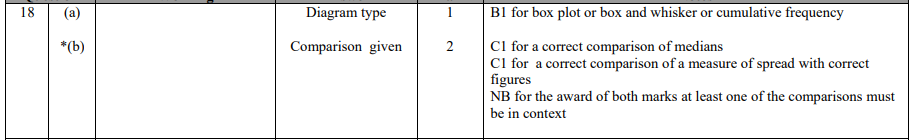 18 (a) Diagram type 1 B1 for box plot or box and whisker or cumulative frequency
*(b) Comparison given 2 C1 for a correct comparison of medians
C1 for a correct comparison of a measure of spread with correct
figures
NB for the award of both marks at least one of the comparisons must
be in context